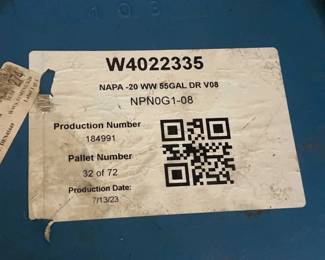 103
W4022335
NAPA -20 WW 55GAL DR V08
NPN0G1-08
Production Number
184991
Pallet Number
32 of 72
Production Date:
7/13/23